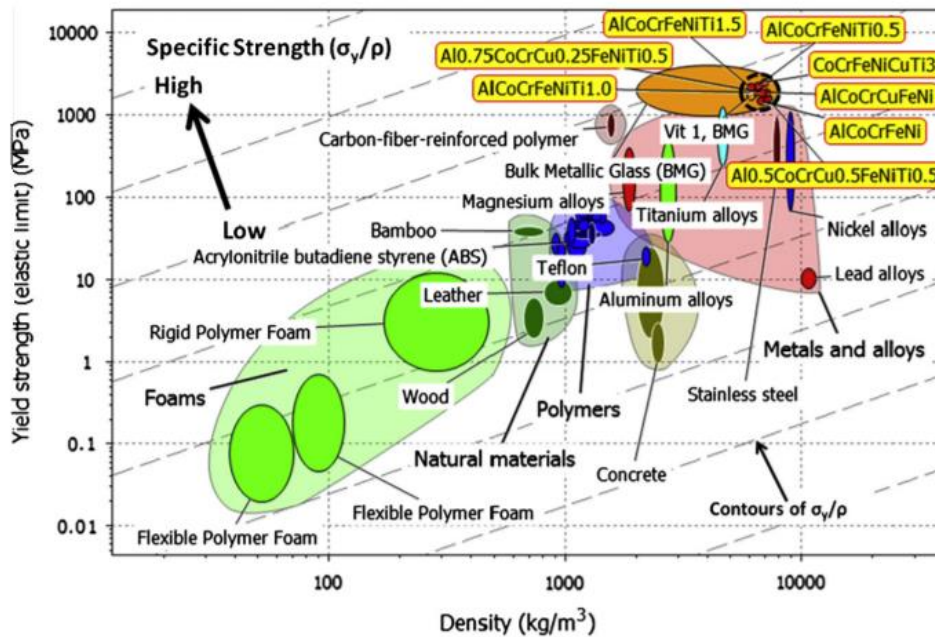 Yield strength (elastic limit) (MPa)
10000
1000
100
10
1
0.1
0.01
Specific Strength (σy/ρ)
High
Low
AlCoCrFeNiTi1.5
AlCoCrFeNiTi0.5
Al0.75CoCrCu0.25FeNiTi0.5
CoCrFeNiCuTi3
AlCoCrFeNiTi1.0
AlCoCrCuFeNi
AlCoCrFeNi
Al0.5CoCrCu0.5FeNiTi0.5
Carbon-fiber-reinforced polymer
Vit 1, BMG
Bulk Metallic Glass (BMG)
Magnesium alloys
Titanium alloys
Nickel alloys
Bamboo
Acrylonitrile butadiene styrene (ABS)
Teflon
Lead alloys
Leather
Aluminum alloys
Rigid Polymer Foam
Metals and alloys
Foams
Wood
Polymers
Stainless steel
Natural materials
Concrete
Flexible Polymer Foam
Flexible Polymer Foam
Contours of σy/ρ
100
1000
10000
Density (kg/m³)